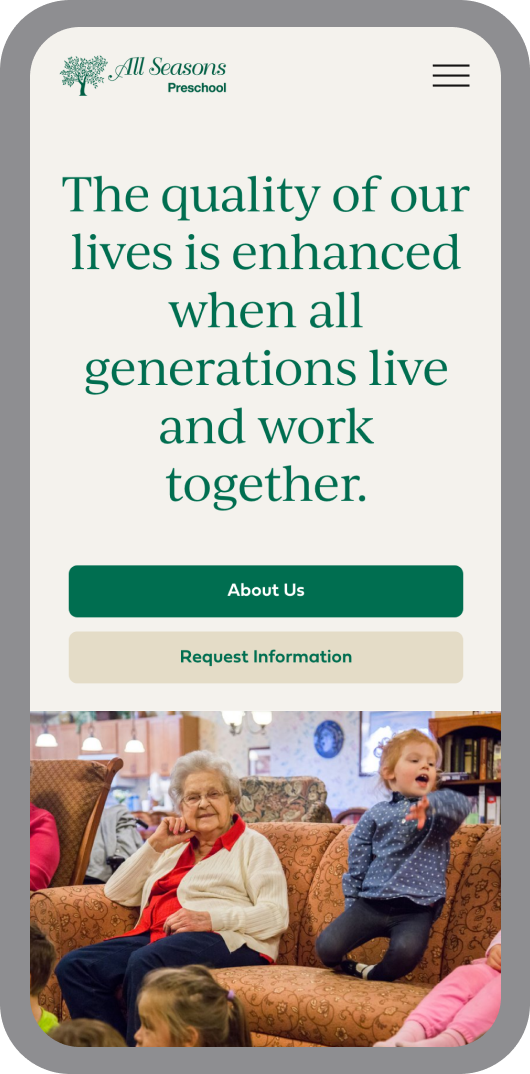 All Seasons
Preschool
The quality of our
lives is enhanced
when all
generations live
and work
together.
About Us
Request Information